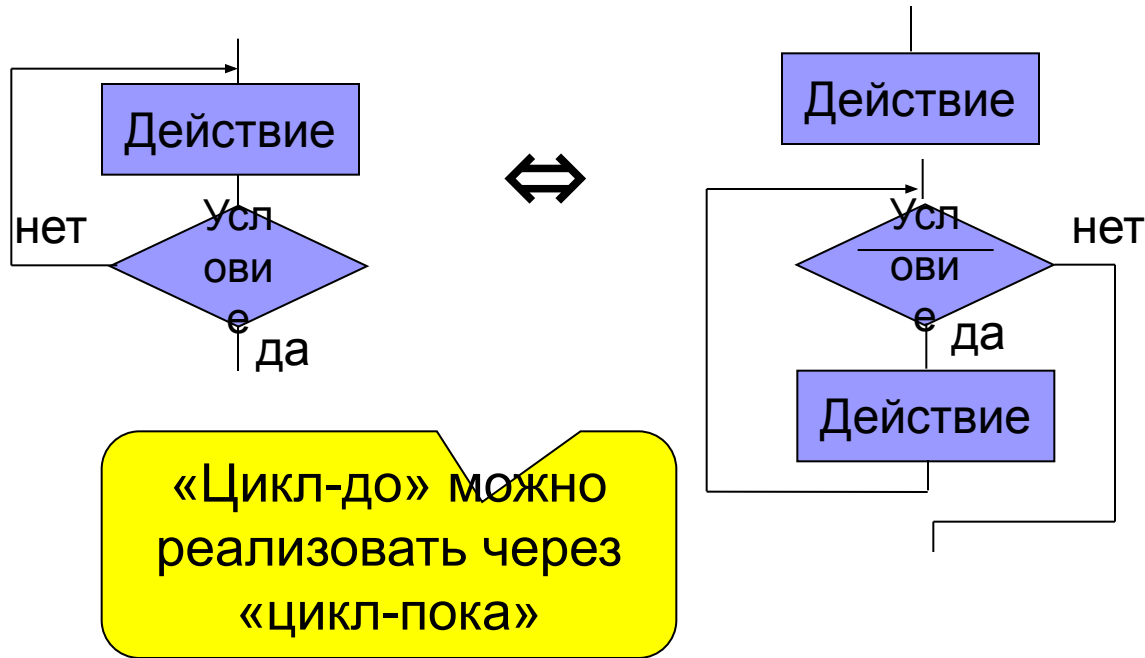 Действие
Усл
ови
е
нет
да
⇔
Действие
Усл
ови
е
нет
да
Действие
«Цикл-до» можно
реализовать через
«цикл-пока»